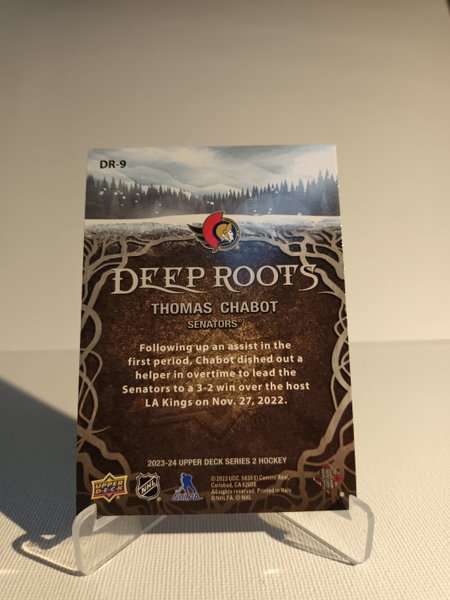 DR-9
DEEP ROOTS
THOMAS CHABOT
SENATORS™
Following up an assist in the
first period, Chabot dished out a
helper in overtime to lead the
Senators to a 3-2 win over the host
LA Kings on Nov. 27, 2022.
2023-24 UPPER DECK SERIES 2 HOCKEY
© 2023 UDC. 5830 El Camino Real,
Carlsbad, CA 92008.
All rights reserved. Printed in Italy.
©NHLPA. © NHL
UPPER DECK
NHL
NHLPA